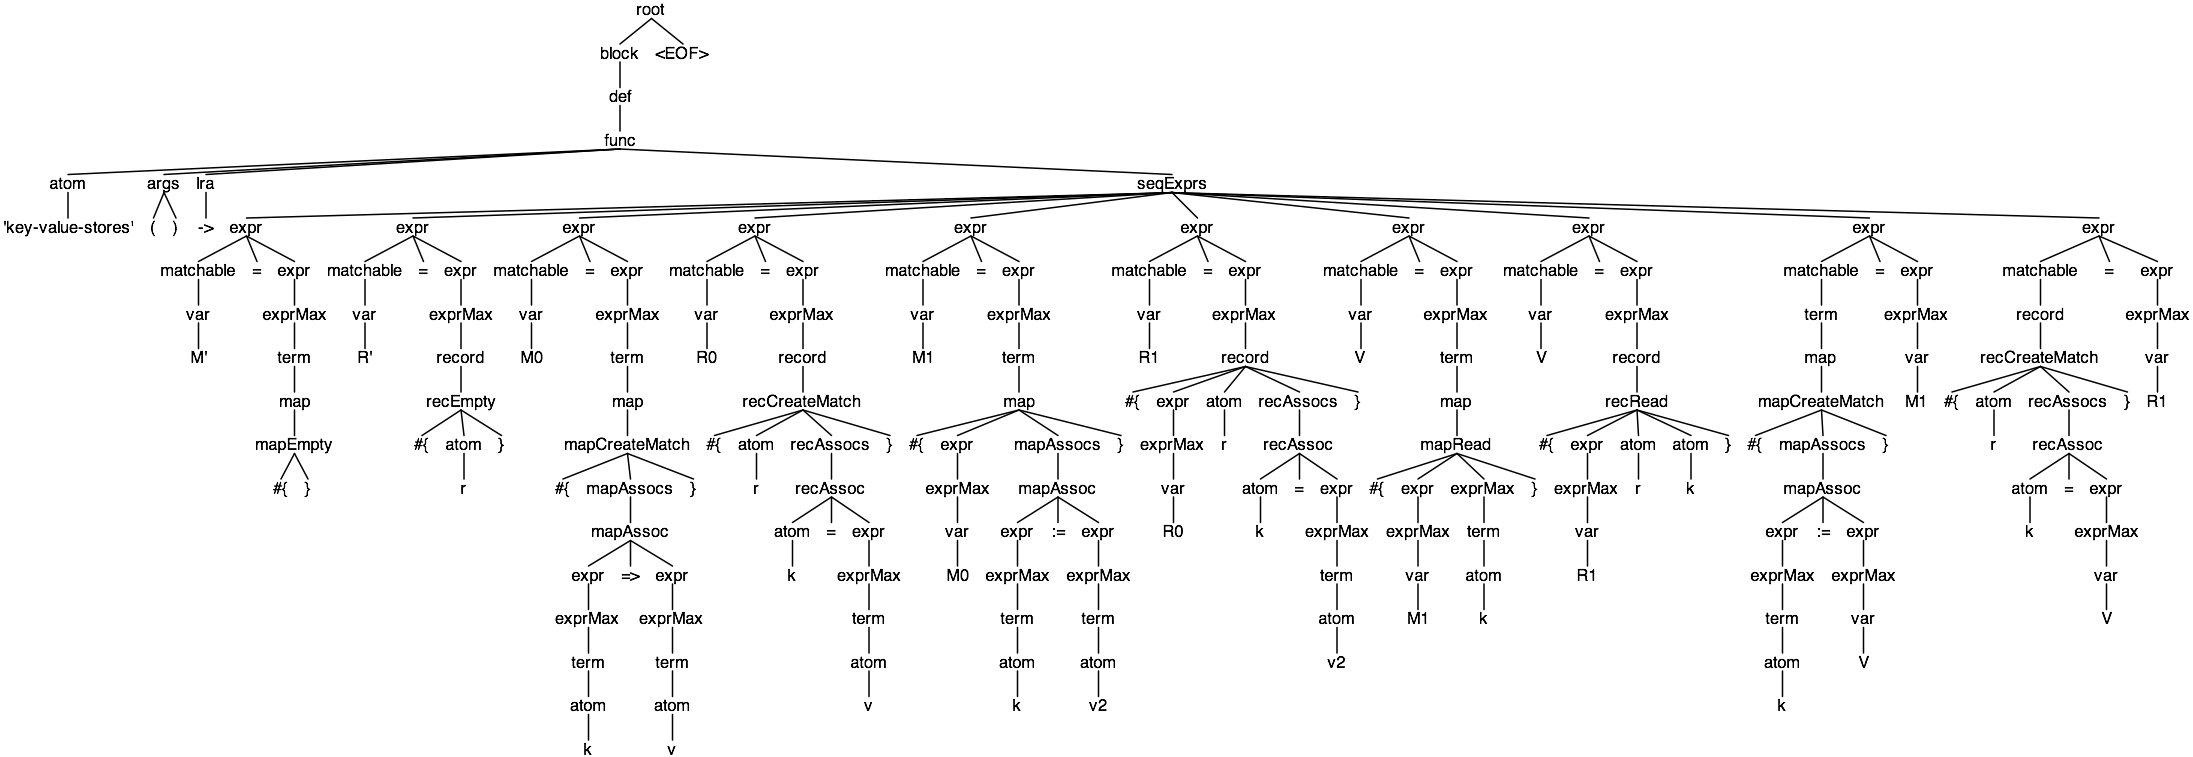 root
block <EOF>
def
func
atom args lra seqExprs
'key-value-stores' ( ) -> expr expr expr expr expr expr expr expr expr expr
matchable = expr matchable = expr matchable = expr matchable = expr matchable = expr matchable = expr matchable = expr matchable = expr matchable = expr matchable = expr
var exprMax var exprMax var exprMax var exprMax var exprMax var exprMax var exprMax var exprMax term exprMax record exprMax
M' term R' record M0 term R0 record M1 term R1 record V term V record map var recCreateMatch var
map recEmpty map recCreateMatch map #{ expr atom recAssocs } map recRead mapCreateMatch M1 #{ atom recAssocs } R1
mapEmpty #{ atom } mapCreateMatch #{ atom recAssocs } #{ expr mapAssocs } exprMax r recAssoc mapRead #{ expr atom atom } #{ mapAssocs } r recAssoc
#{ } r #{ mapAssocs } r recAssoc exprMax mapAssoc var atom = expr #{ expr exprMax } exprMax r k mapAssoc atom = expr
mapAssoc atom = expr var expr := expr R0 k exprMax exprMax term var expr := expr k exprMax
expr => expr k exprMax M0 exprMax exprMax term var atom R1 exprMax exprMax var
exprMax exprMax term term term atom M1 k term var V
term term atom atom atom v2 atom V
atom atom v k v2 k
k v